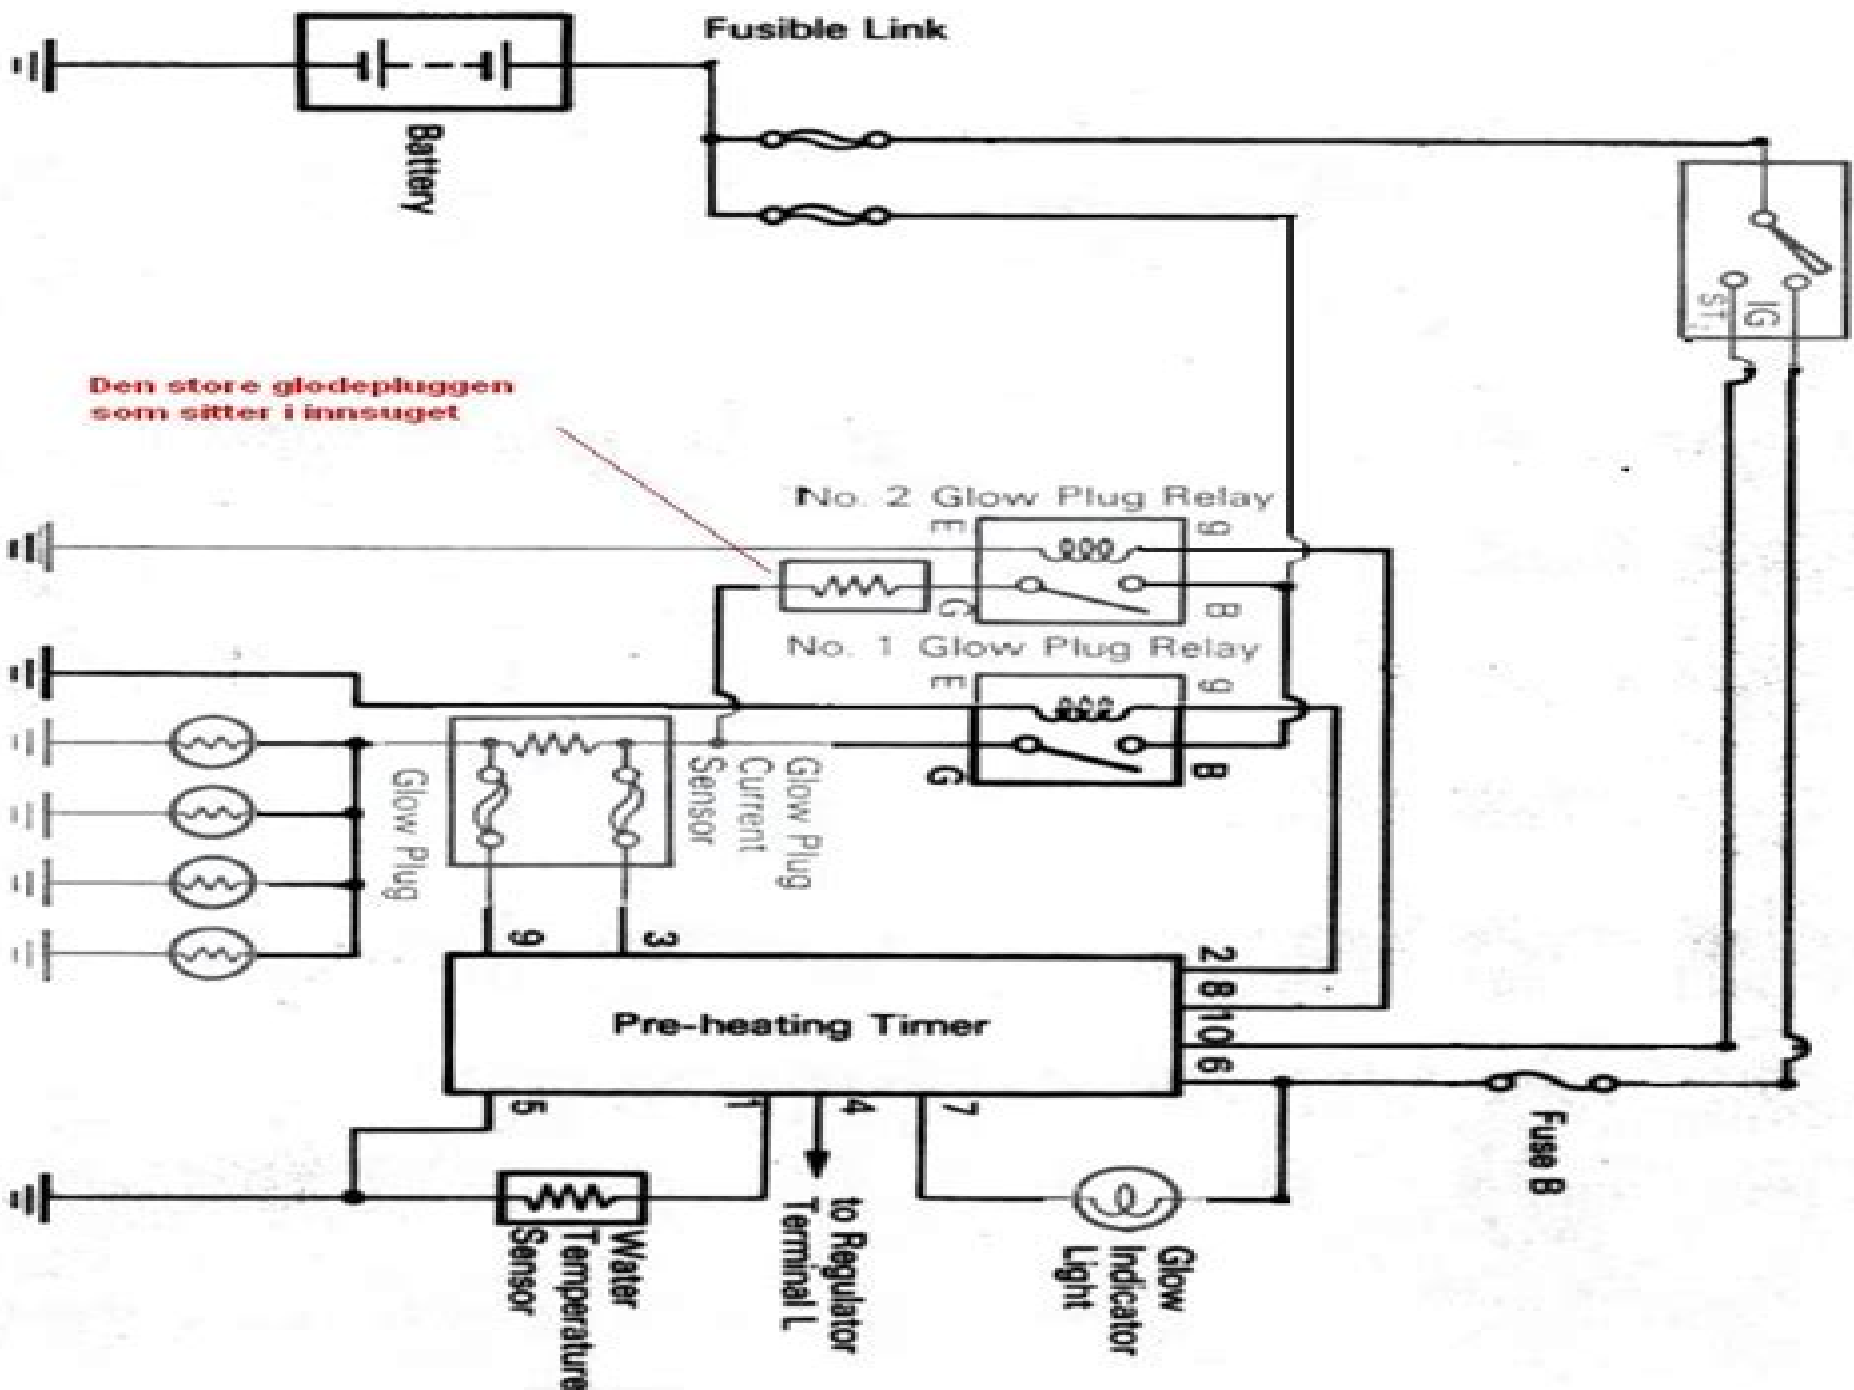 Fusible Link
Battery
ST.
IG
Den store glodepluggen
som sitter i innsuget
No. 2 Glow Plug Relay
E
g
G
B
No. 1 Glow Plug Relay
E
g
G
B
Glow Plug
Current
Sensor
Glow Plug
9
3
2
8
10
6
Pre-heating Timer
5
1
4
7
Fuse B
to Regulator
Terminal L
Water
Temperature
Sensor
Glow
Indicator
Light